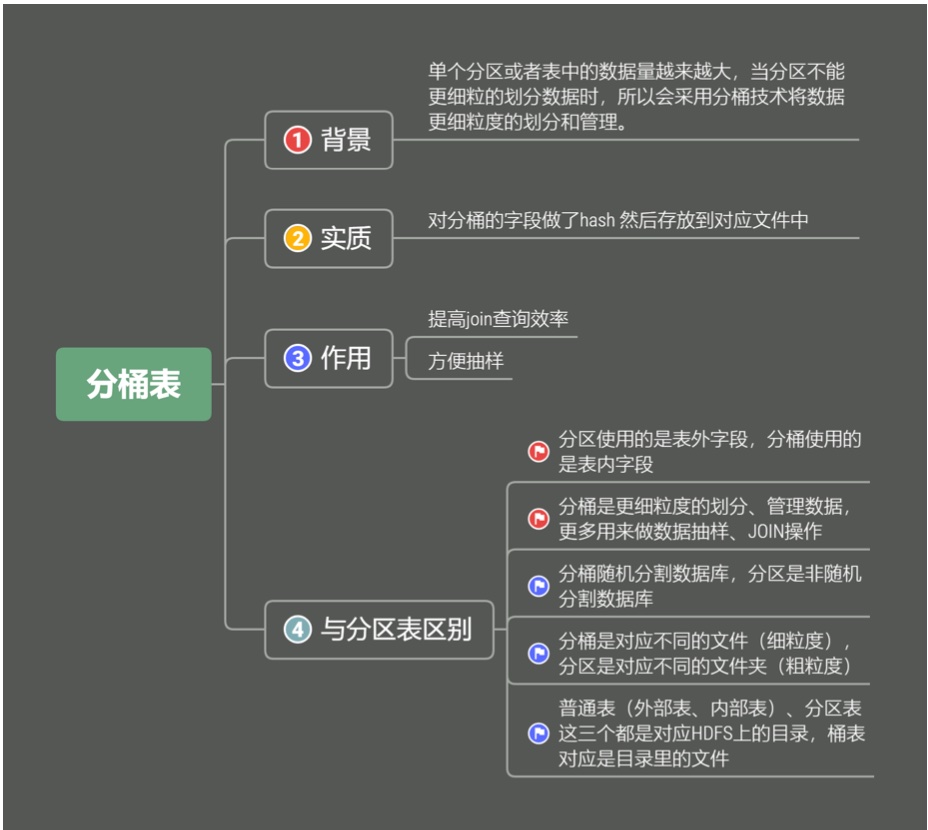 分桶表
1 背景
单个分区或者表中的数据量越来越大，当分区不能
更细粒的划分数据时，所以会采用分桶技术将数据
更细粒度的划分和管理。
2 实质
对分桶的字段做了hash 然后存放到对应文件中
3 作用
提高join查询效率
方便抽样
4 与分区表区别
分区使用的是表外字段，分桶使用的
是表内字段
分桶是更细粒度的划分、管理数据，
更多用来做数据抽样、JOIN操作
分桶随机分割数据库，分区是非随机
分割数据库
分桶是对应不同的文件（细粒度），
分区是对应不同的文件夹（粗粒度）
普通表（外部表、内部表）、分区表
这三个都是对应HDFS上的目录，桶表
对应是目录里的文件